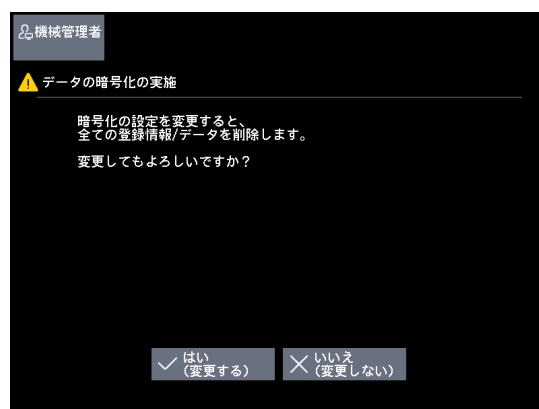 機械管理者
データの暗号化の実施
暗号化の設定を変更すると、
全ての登録情報/データを削除します。
変更してもよろしいですか？
はい
(変更する)
いいえ
(変更しない)